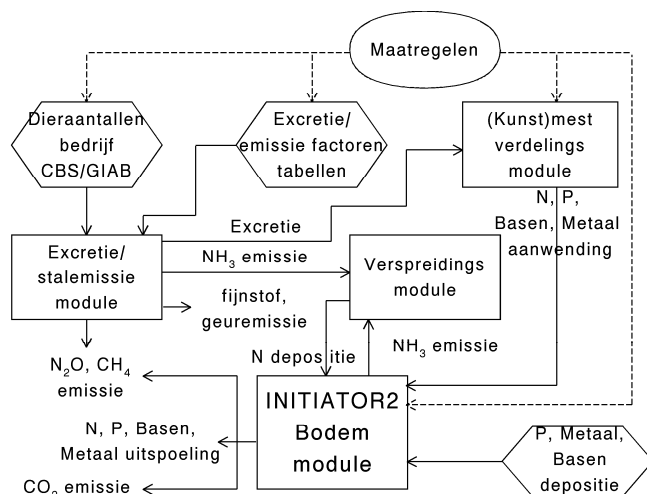 Maatregelen
Dieraantallen
bedrijf
CBS/GIAB
Excretie/
emissie factoren
tabellen
(Kunst)mest
verdelings
module
N, P,
Basen, Metaal
aanwending
Excretie
Excretie/
stalemissie
module
NH3 emissie
Verspreidings
module
fijnstof,
geuremissie
N depositie
NH3 emissie
N2O, CH4
emissie
INITIATOR2
Bodem
module
N, P, Basen,
Metaal uitspoeling
P, Metaal,
Basen
depositie
CO2 emissie